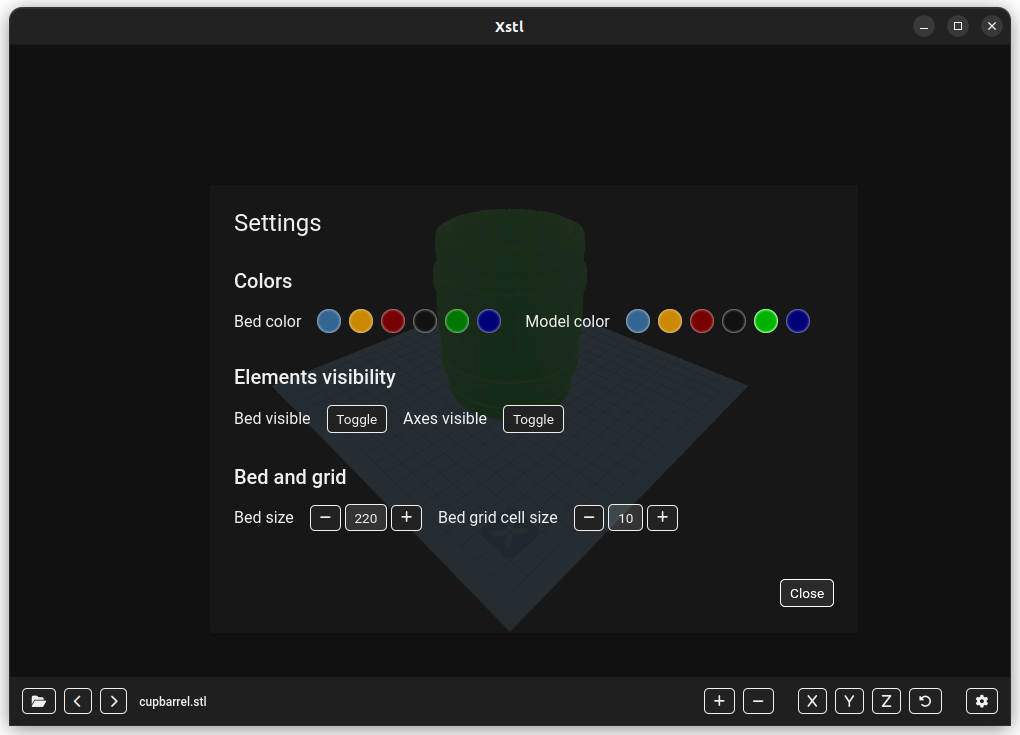 Xstl
Settings
Colors
Bed color Model color
Elements visibility
Bed visible Toggle Axes visible Toggle
Bed and grid
Bed size − 220 + Bed grid cell size − 10 +
Close
cupbarrel.stl + − X Y Z